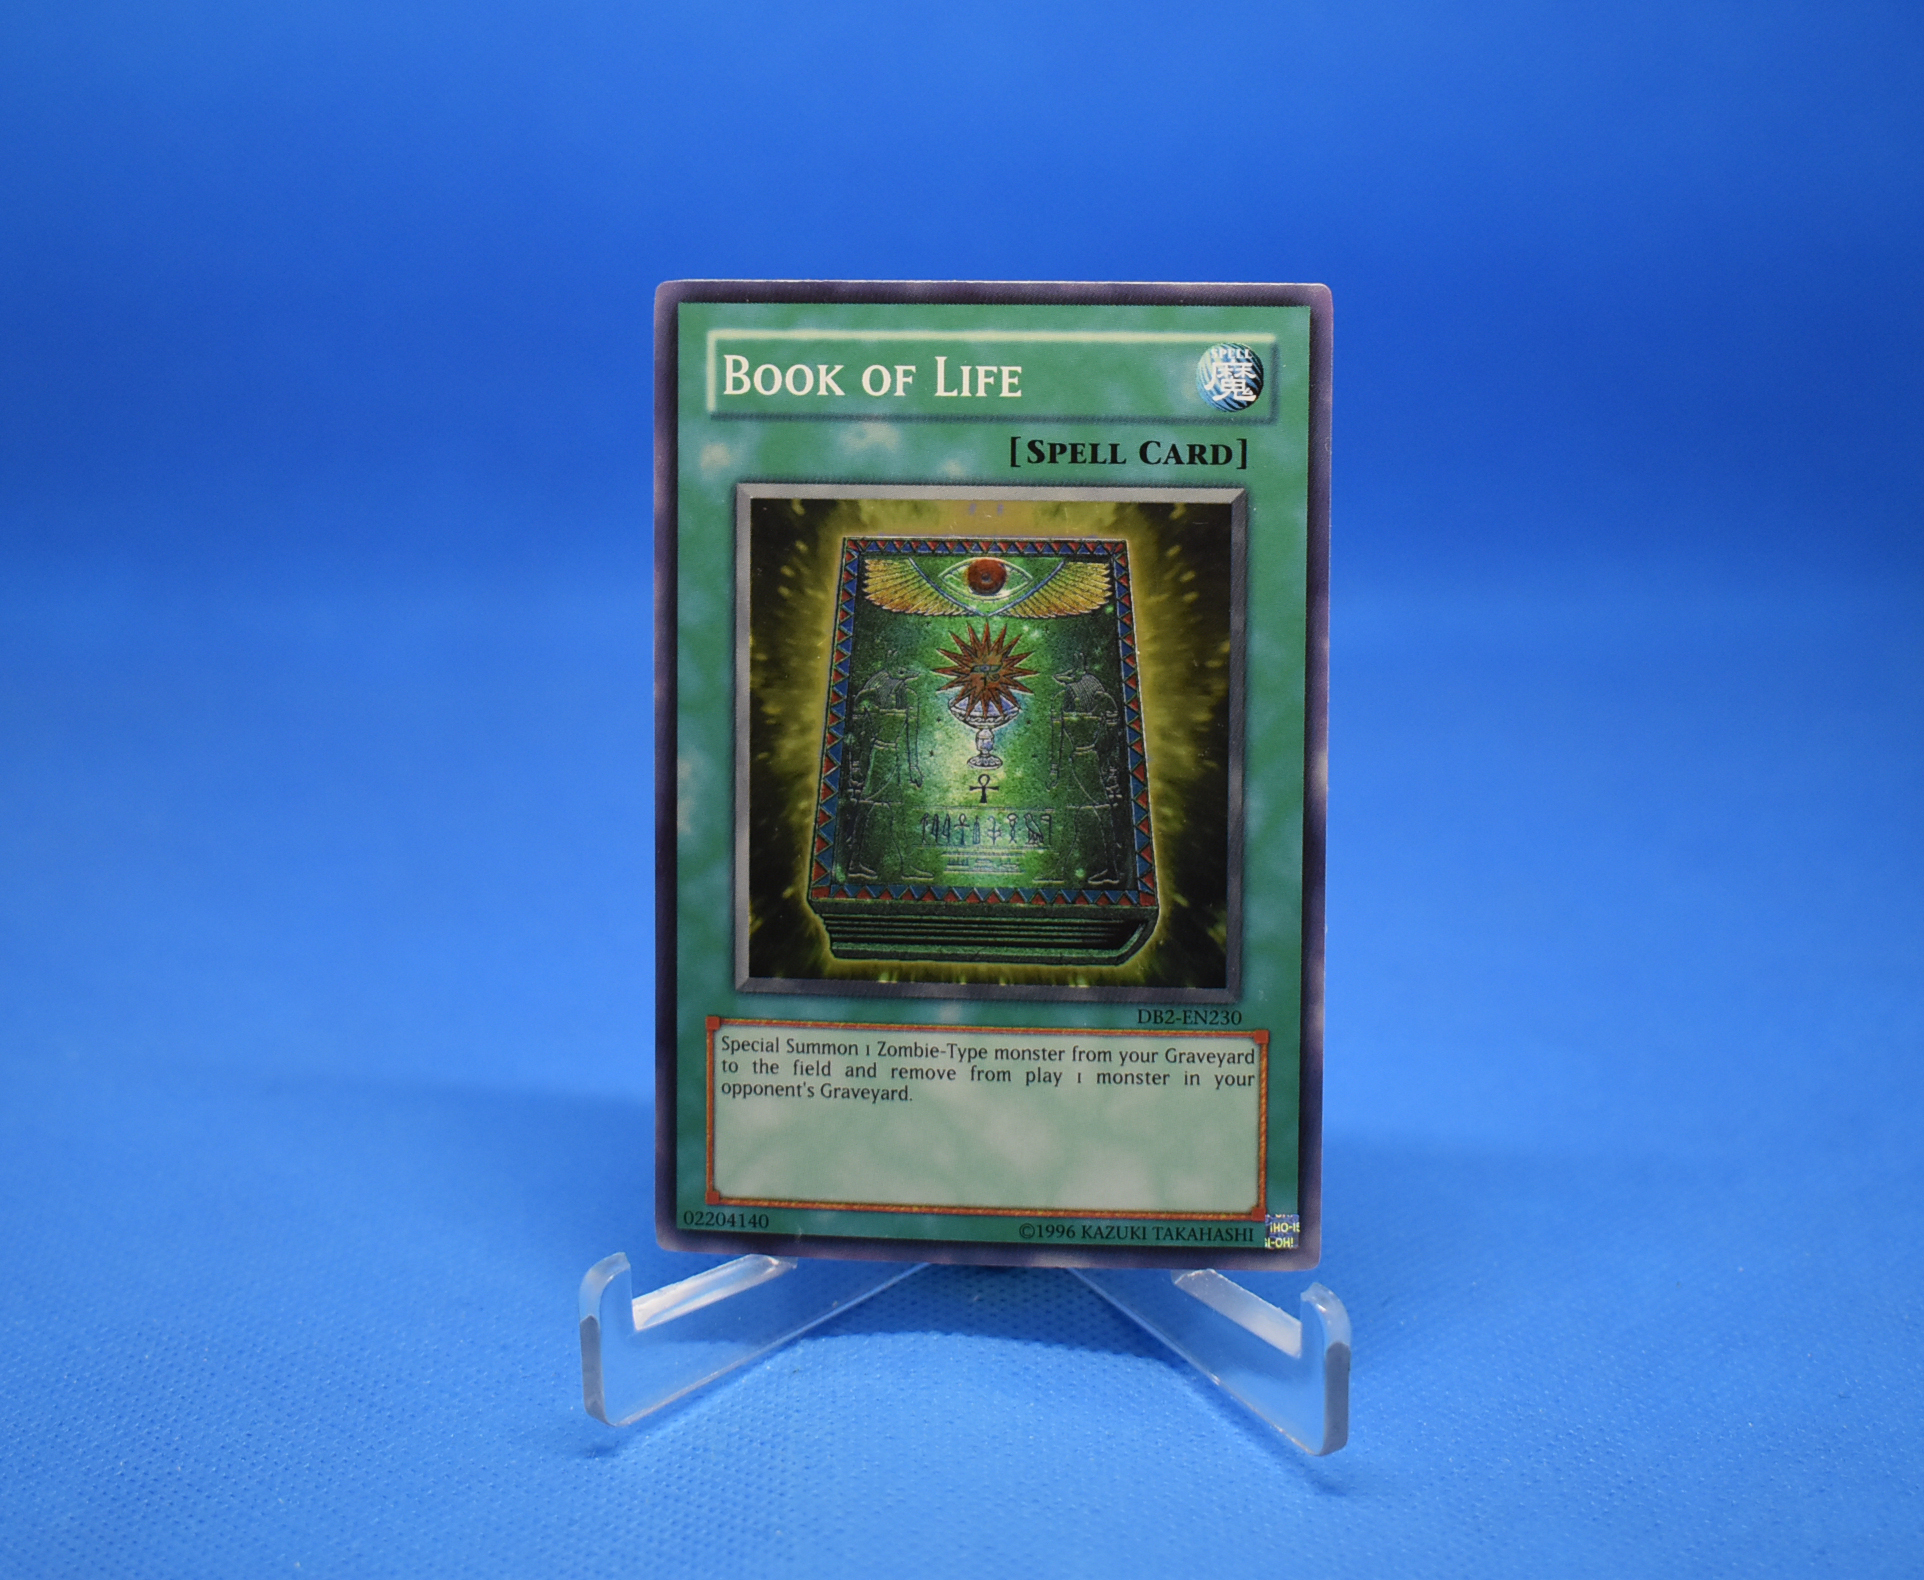 BOOK OF LIFE
SPELL
魔
[SPELL CARD]
DB2-EN230
Special Summon 1 Zombie-Type monster from your Graveyard
to the field and remove from play 1 monster in your
opponent's Graveyard.
02204140
©1996 KAZUKI TAKAHASHI